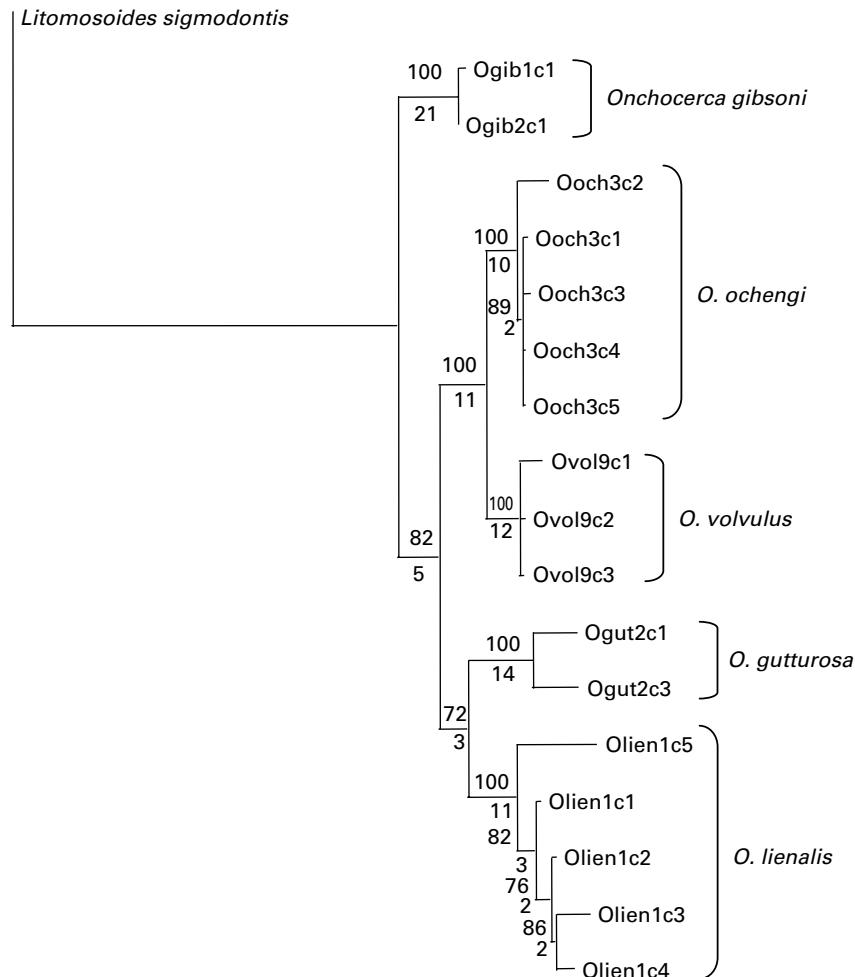 Litomosoides sigmodontis
100
Ogib1c1
Onchocerca gibsoni
21
Ogib2c1
Ooch3c2
100
Ooch3c1
10
Ooch3c3
O. ochengi
89
2
Ooch3c4
100
11
Ooch3c5
Ovol9c1
100
Ovol9c2
O. volvulus
12
82
5
Ovol9c3
Ogut2c1
100
O. gutturosa
14
Ogut2c3
72
3
Olien1c5
100
11
Olien1c1
82
3
Olien1c2
O. lienalis
76
2
Olien1c3
86
2
Olien1c4